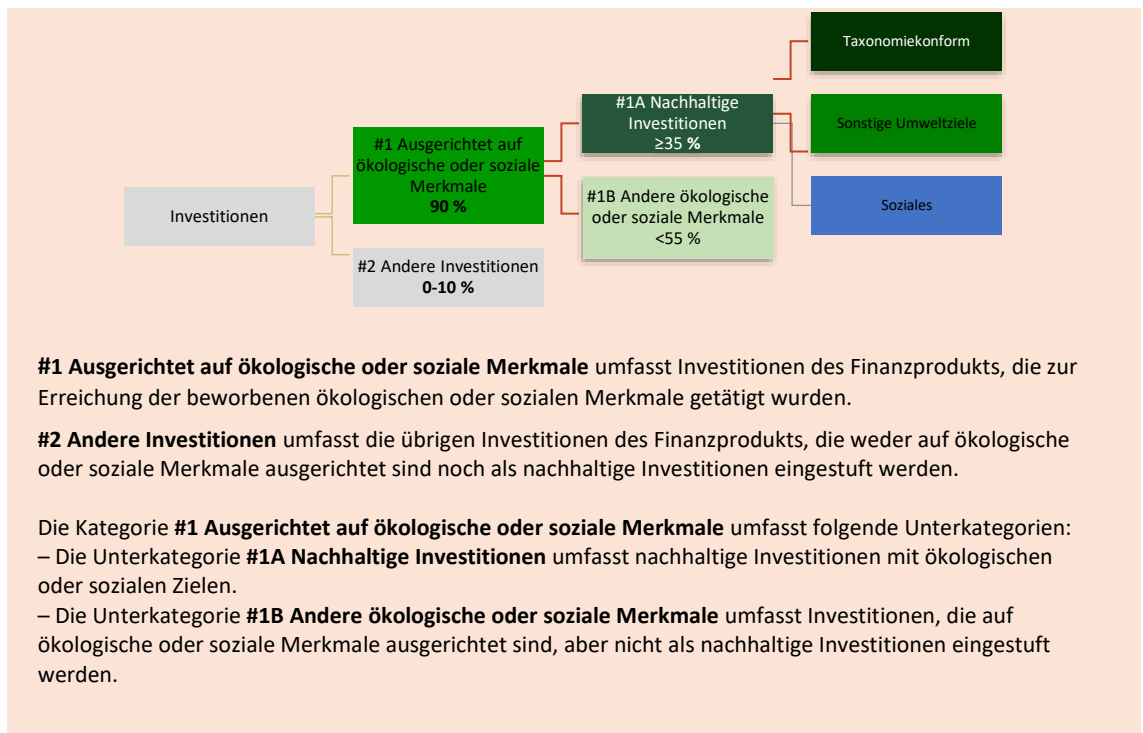 Taxonomiekonform
#1A Nachhaltige
Investitionen
≥35 %
Sonstige Umweltziele
#1 Ausgerichtet auf
ökologische oder soziale
Merkmale
90 %
#1B Andere ökologische
oder soziale Merkmale
<55 %
Soziales
Investitionen
#2 Andere Investitionen
0-10 %
#1 Ausgerichtet auf ökologische oder soziale Merkmale umfasst Investitionen des Finanzprodukts, die zur
Erreichung der beworbenen ökologischen oder sozialen Merkmale getätigt wurden.
#2 Andere Investitionen umfasst die übrigen Investitionen des Finanzprodukts, die weder auf ökologische
oder soziale Merkmale ausgerichtet sind noch als nachhaltige Investitionen eingestuft werden.
Die Kategorie #1 Ausgerichtet auf ökologische oder soziale Merkmale umfasst folgende Unterkategorien:
– Die Unterkategorie #1A Nachhaltige Investitionen umfasst nachhaltige Investitionen mit ökologischen
oder sozialen Zielen.
– Die Unterkategorie #1B Andere ökologische oder soziale Merkmale umfasst Investitionen, die auf
ökologische oder soziale Merkmale ausgerichtet sind, aber nicht als nachhaltige Investitionen eingestuft
werden.